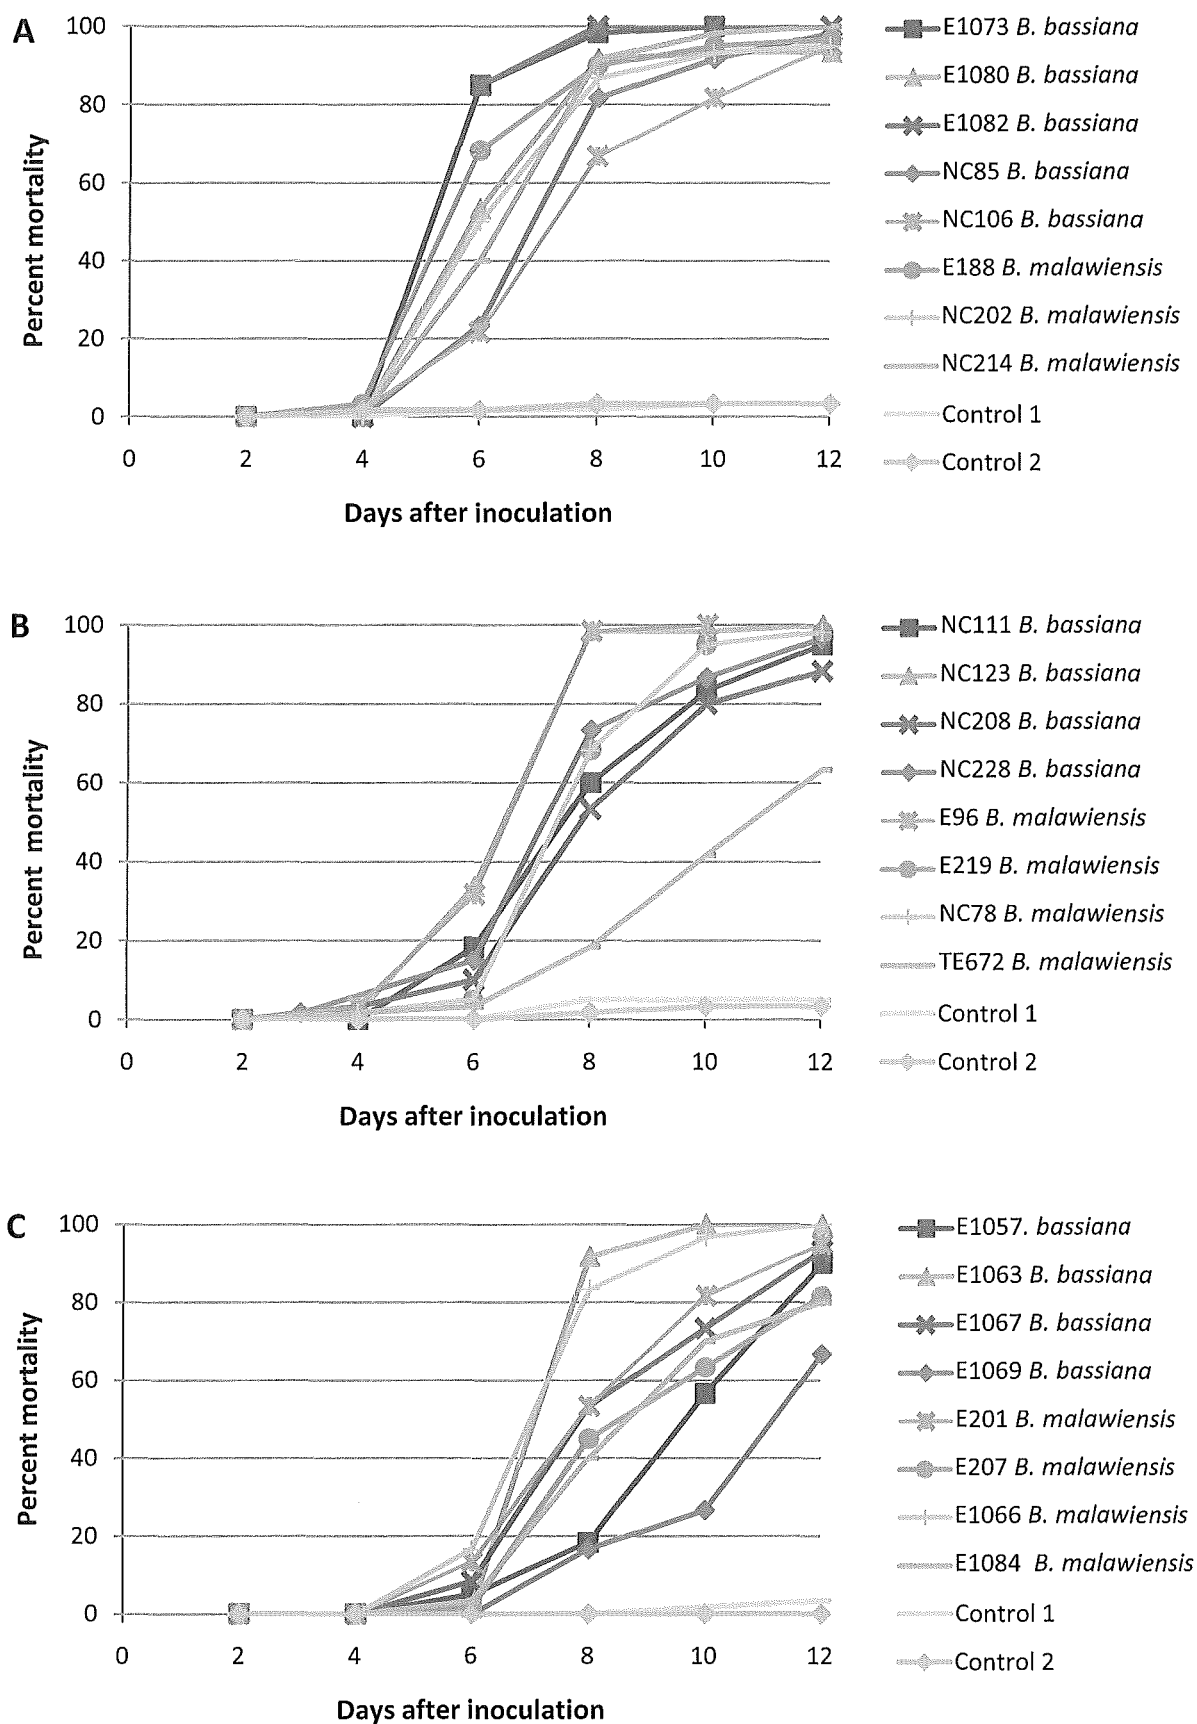 A
100
80
60
40
20
0
Percent mortality
0 2 4 6 8 10 12
Days after inoculation
E1073 B. bassiana
E1080 B. bassiana
E1082 B. bassiana
NC85 B. bassiana
NC106 B. bassiana
E188 B. malawiensis
NC202 B. malawiensis
NC214 B. malawiensis
Control 1
Control 2
B
100
80
60
40
20
0
Percent mortality
0 2 4 6 8 10 12
Days after inoculation
NC111 B. bassiana
NC123 B. bassiana
NC208 B. bassiana
NC228 B. bassiana
E96 B. malawiensis
E219 B. malawiensis
NC78 B. malawiensis
TE672 B. malawiensis
Control 1
Control 2
C
100
80
60
40
20
0
Percent mortality
0 2 4 6 8 10 12
Days after inoculation
E1057. bassiana
E1063 B. bassiana
E1067 B. bassiana
E1069 B. bassiana
E201 B. malawiensis
E207 B. malawiensis
E1066 B. malawiensis
E1084 B. malawiensis
Control 1
Control 2